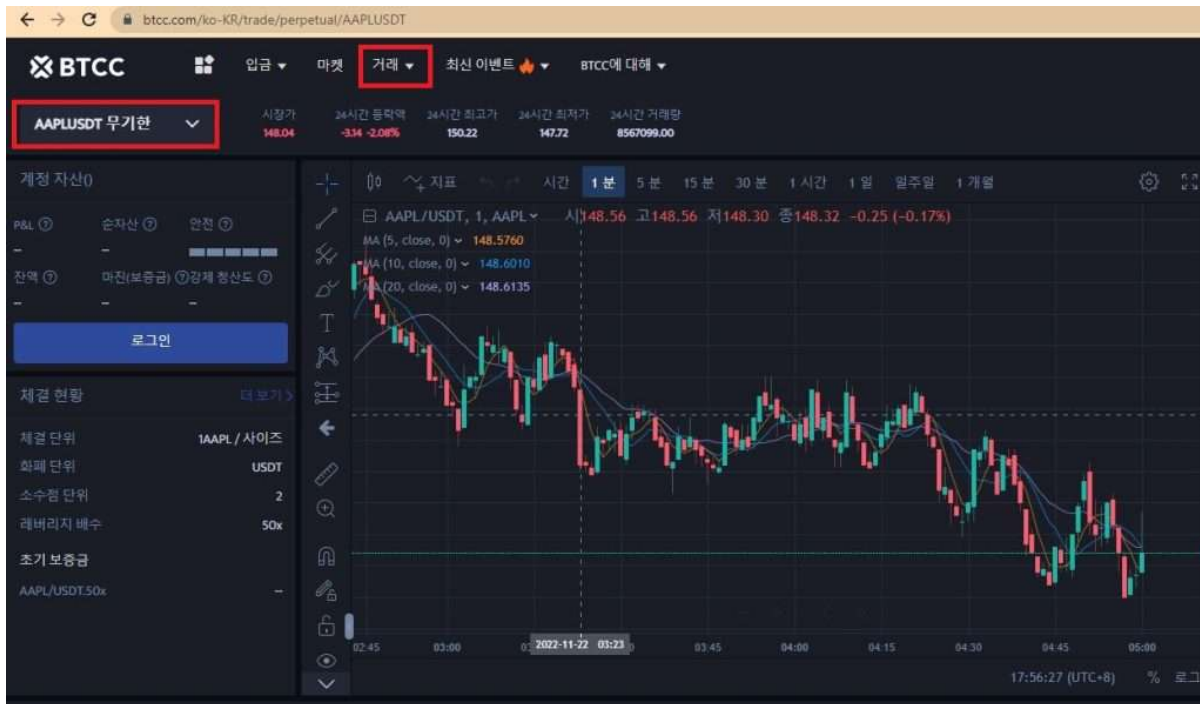 btcc.com/ko-KR/trade/perpetual/AAPLUSDT
BTCC 입금 마켓 거래 최신 이벤트 BTCC에 대해
AAPLUSDT 무기한
시장가 24시간 등락액 24시간 최고가 24시간 최저가 24시간 거래량
148.04 -3.14 -2.08% 150.22 147.72 8567099.00
계정 자산()
P&L ? 순자산 ? 안전 ?
– –
잔액 ? 마진(보증금) ? 강제 청산도 ?
– – –
로그인
체결 현황 더 보기 >
체결 단위 1AAPL / 사이즈
화폐 단위 USDT
소수점 단위 2
레버리지 배수 50x
초기 보증금
AAPL/USDT.50x --
지표 시간 1 분 5 분 15 분 30 분 1 시간 1 일 일주일 1 개월
AAPL/USDT, 1, AAPL 시148.56 고148.56 저148.30 종148.32 -0.25 (-0.17%)
MA (5, close, 0) 148.5760
MA (10, close, 0) 148.6010
MA (20, close, 0) 148.6135
T
02:45 03:00 2022-11-22 03:23 03:45 04:00 04:15 04:30 04:45 05:00
17:56:27 (UTC+8) % 로그